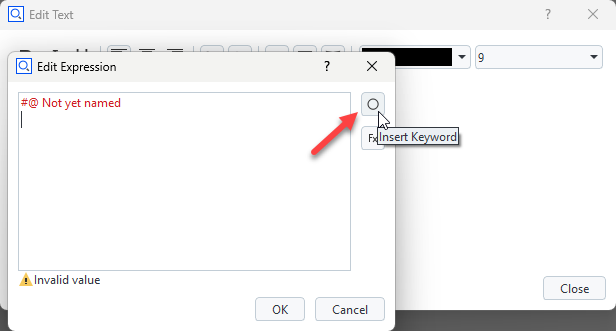 Edit Text
?
9
Edit Expression
?
#@ Not yet named
Fx
Insert Keyword
Invalid value
OK
Cancel
Close